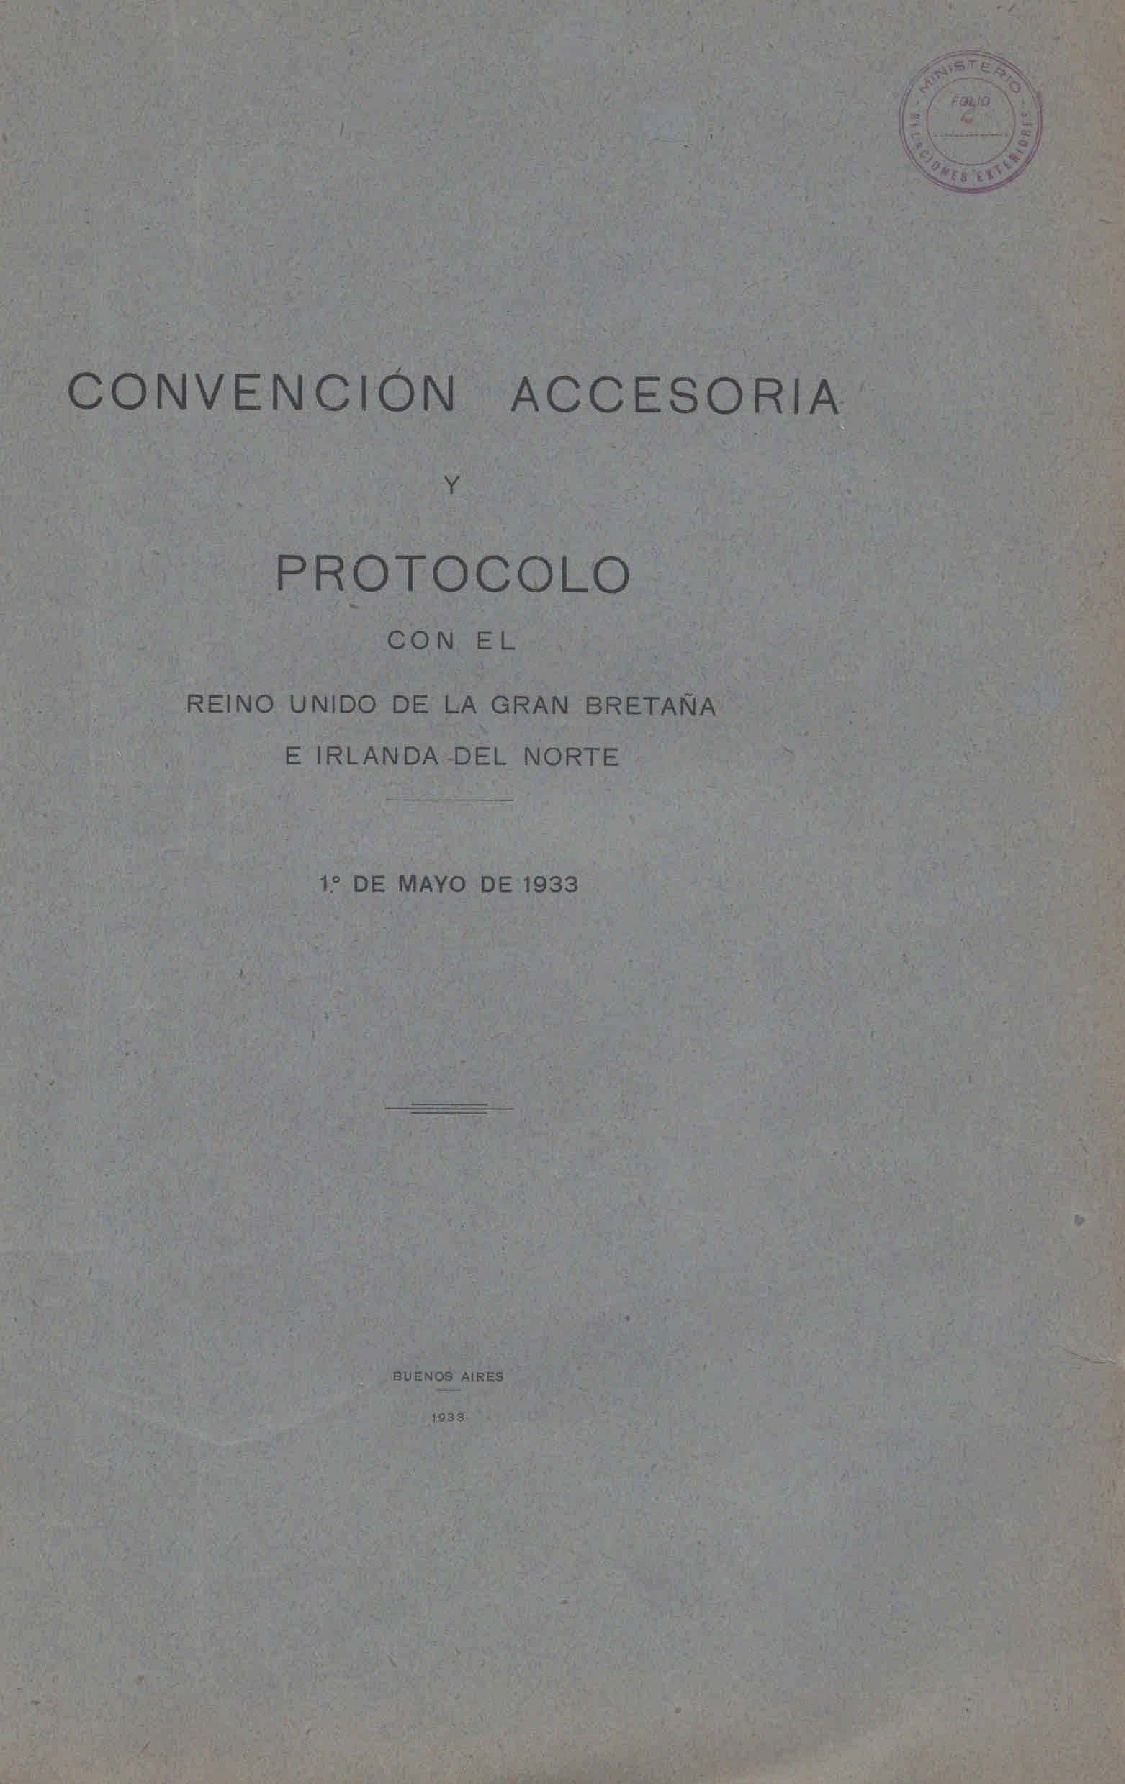 MINISTERIO
FOLIO
2
RELACIONES EXTERIORES
CONVENCIÓN ACCESORIA
Y
PROTOCOLO
CON EL
REINO UNIDO DE LA GRAN BRETAÑA
E IRLANDA DEL NORTE
1.º DE MAYO DE 1933
BUENOS AIRES
1933